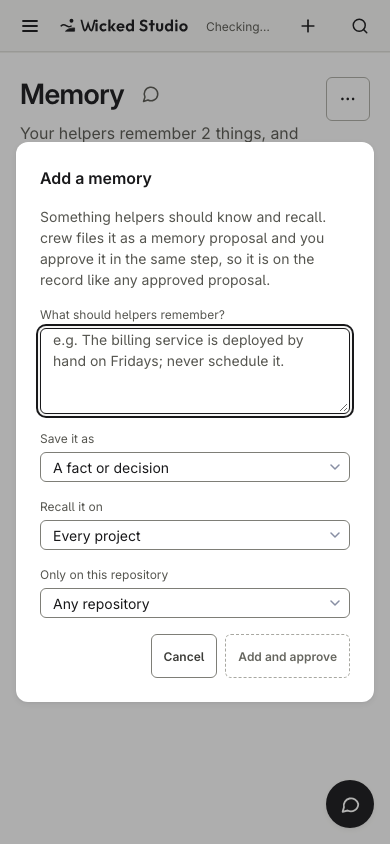 Wicked Studio
Checking...
Memory
Your helpers remember 2 things, and
Add a memory
Something helpers should know and recall.
crew files it as a memory proposal and you
approve it in the same step, so it is on the
record like any approved proposal.
What should helpers remember?
e.g. The billing service is deployed by
hand on Fridays; never schedule it.
Save it as
A fact or decision
Recall it on
Every project
Only on this repository
Any repository
Cancel
Add and approve